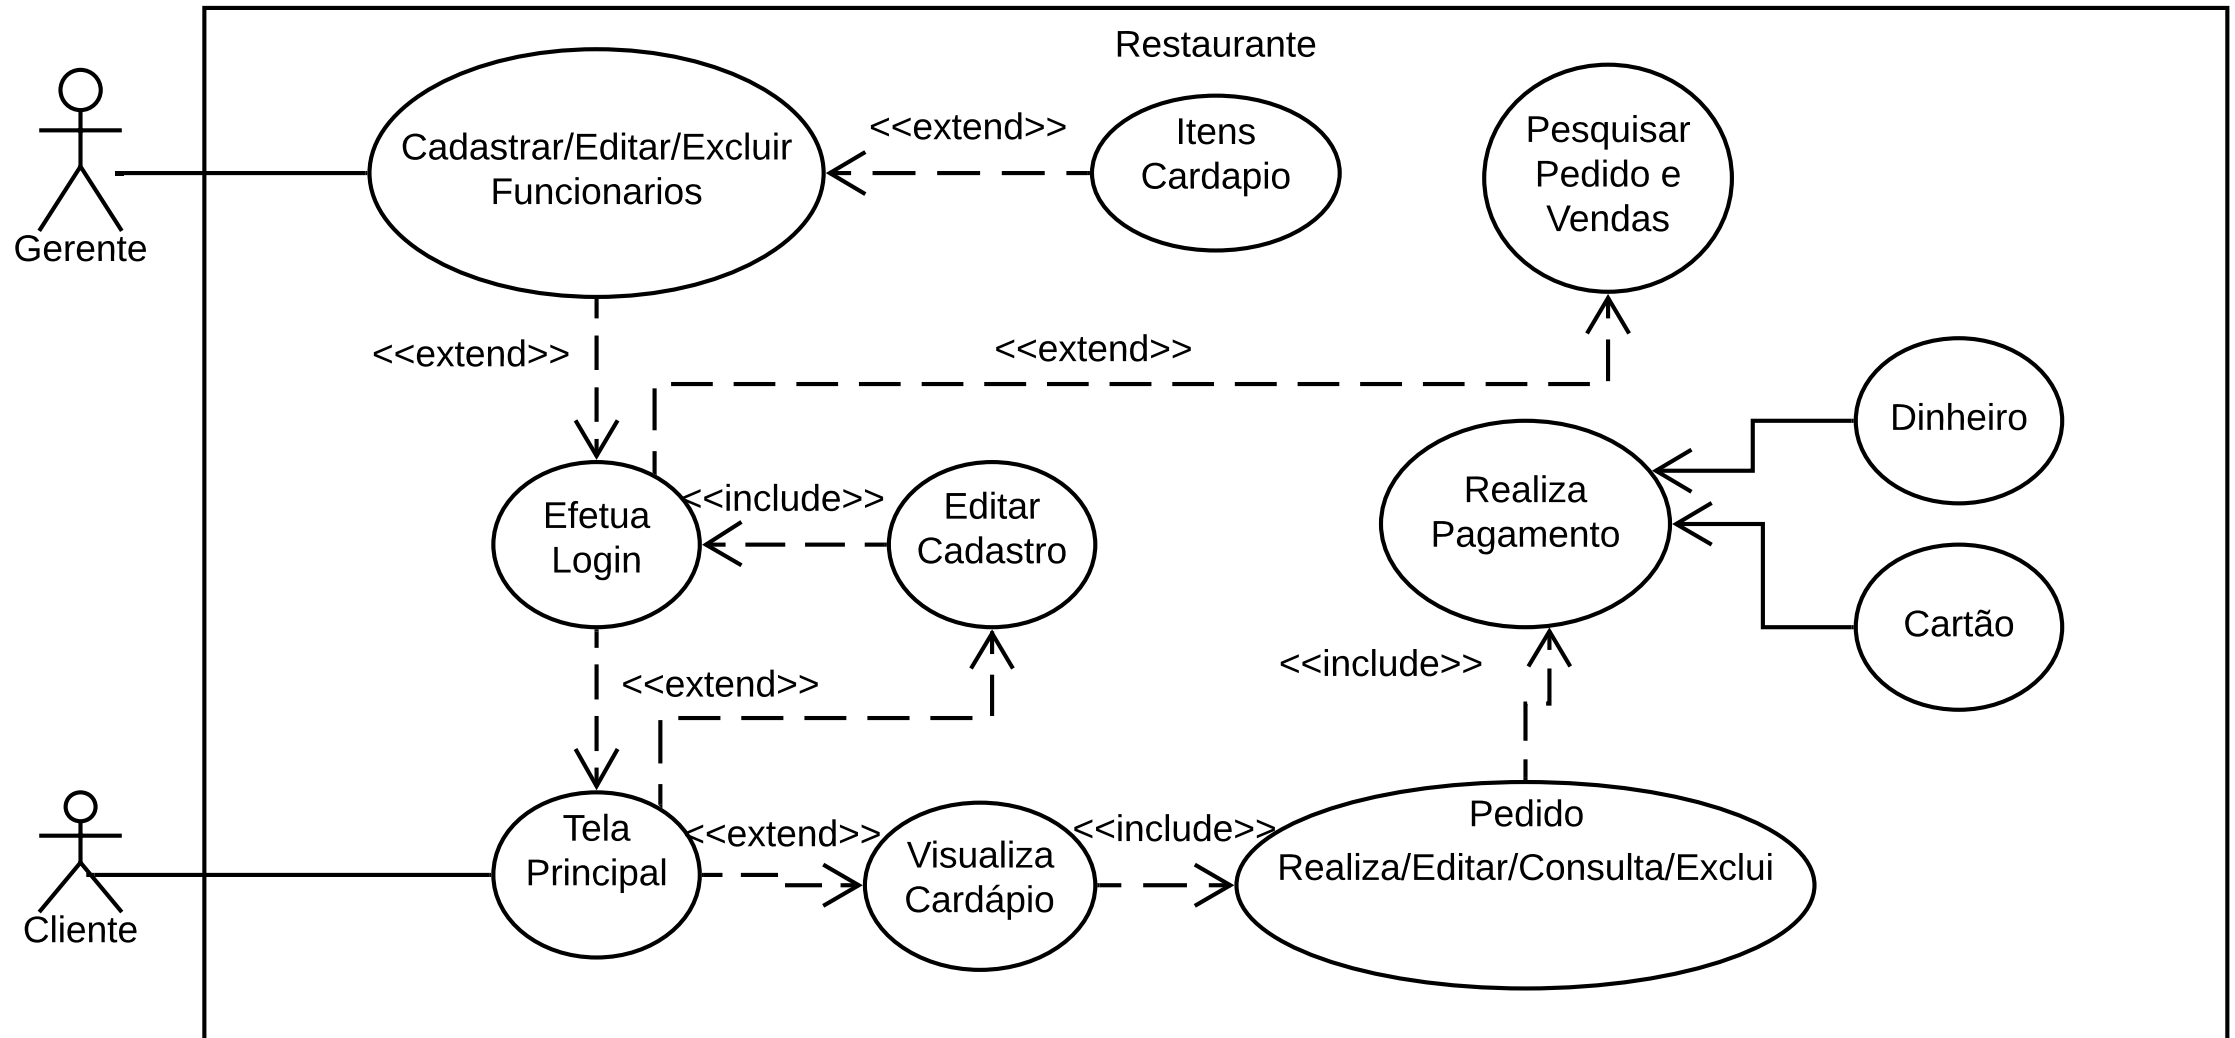 Restaurante
Gerente
Cadastrar/Editar/Excluir
Funcionarios
<<extend>>
Itens
Cardapio
Pesquisar
Pedido e
Vendas
<<extend>>
<<extend>>
Efetua
Login
<<include>>
Editar
Cadastro
Realiza
Pagamento
Dinheiro
Cartão
<<extend>>
<<include>>
Cliente
Tela
Principal
<<extend>>
Visualiza
Cardápio
<<include>>
Pedido
Realiza/Editar/Consulta/Exclui